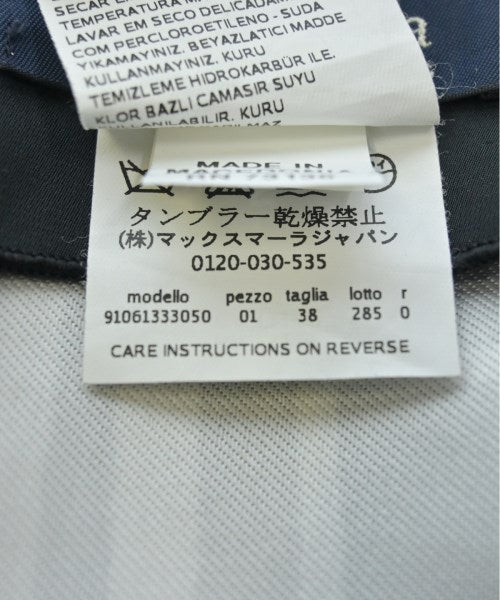 SECAR EM
TEMPERATURA M
LAVAR EM SECO DELICADAM
COM PERCLOROETILENO - SUDA
YIKAMAYINIZ. BEYAZLATICI MADDE
KULLANMAYINIZ. KURU
TEMIZLEME HIDROKARBÜR ILE.
KLOR BAZLI CAMASIR SUYU
KULLANILABILIR. KURU
a
MADE IN
タンブラー乾燥禁止
(株)マックスマーラジャパン
0120-030-535
modello pezzo taglia lotto r
91061333050 01 38 285 0
CARE INSTRUCTIONS ON REVERSE